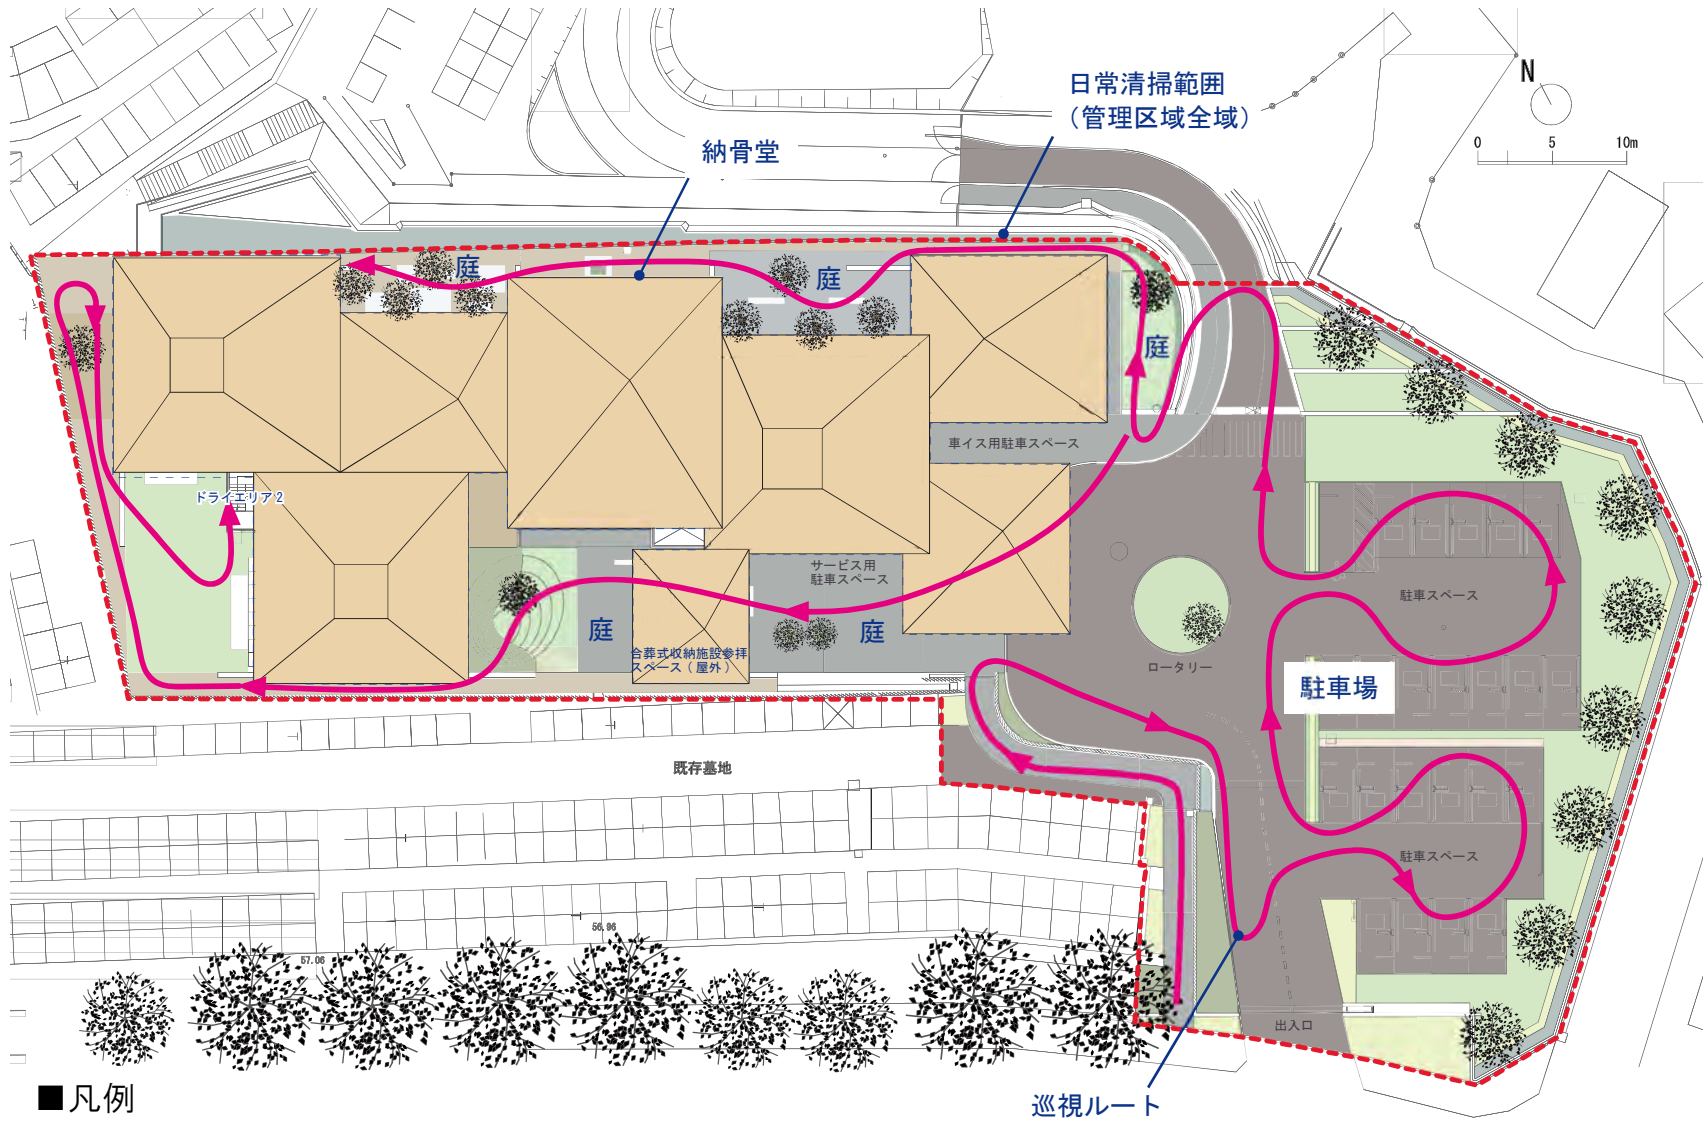 N
0 5 10m
日常清掃範囲
（管理区域全域）
納骨堂
庭
庭
庭
車イス用駐車スペース
ドライエリア2
サービス用
駐車スペース
駐車スペース
庭
庭
合葬式収納施設参拝
スペース（屋外）
ロータリー
駐車場
既存墓地
駐車スペース
56.96
57.06
出入口
巡視ルート
■凡例